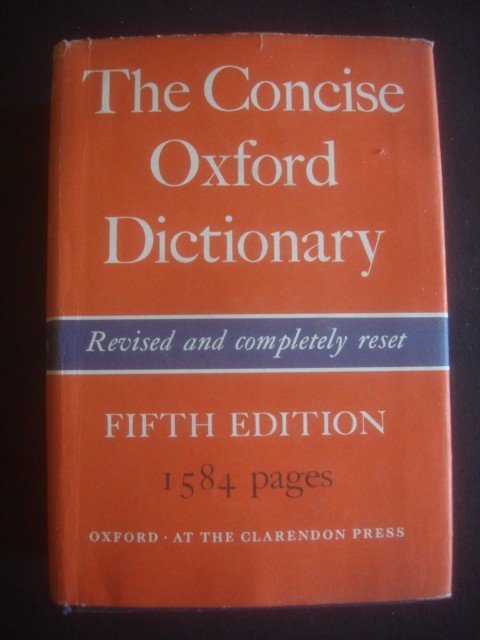 The Concise
Oxford
Dictionary
Revised and completely reset
FIFTH EDITION
1584 pages
OXFORD · AT THE CLARENDON PRESS